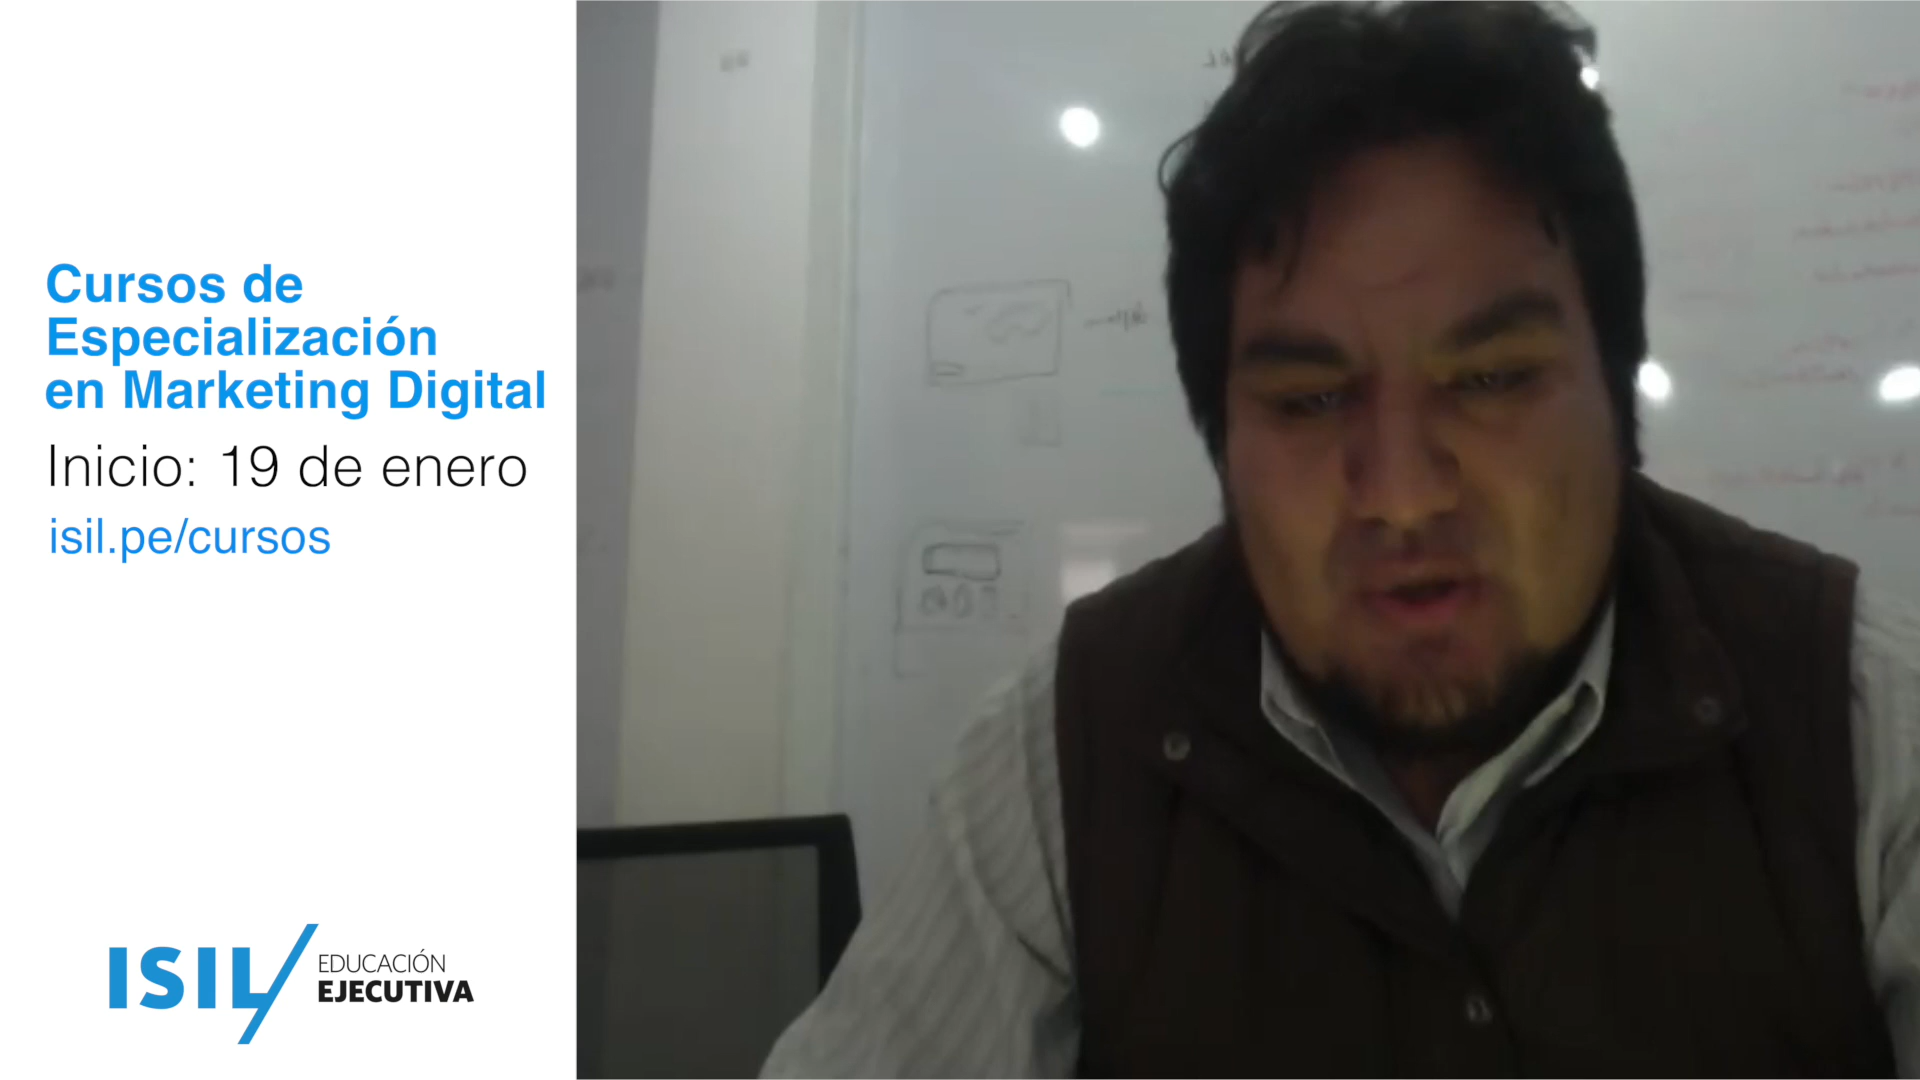 Cursos de
Especialización
en Marketing Digital
Inicio: 19 de enero
isil.pe/cursos
ISIL
EDUCACIÓN
EJECUTIVA